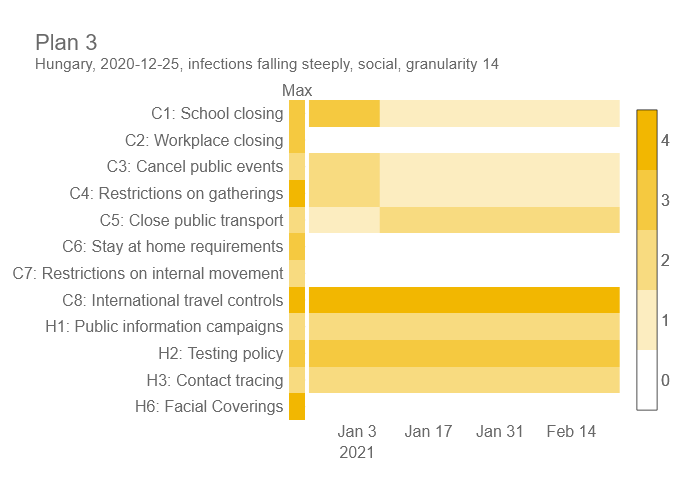 Plan 3
Hungary, 2020-12-25, infections falling steeply, social, granularity 14
Max
C1: School closing
C2: Workplace closing
C3: Cancel public events
C4: Restrictions on gatherings
C5: Close public transport
C6: Stay at home requirements
C7: Restrictions on internal movement
C8: International travel controls
H1: Public information campaigns
H2: Testing policy
H3: Contact tracing
H6: Facial Coverings
4
3
2
1
0
Jan 3 Jan 17 Jan 31 Feb 14
2021